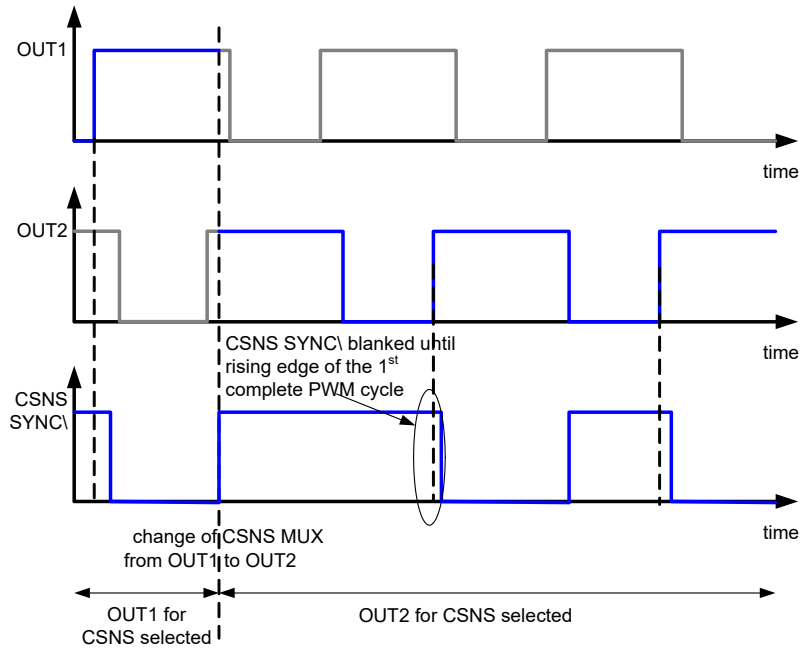 OUT1
time
OUT2
time
CSNS SYNC\ blanked until
rising edge of the 1st
complete PWM cycle
CSNS
SYNC\
time
change of CSNS MUX
from OUT1 to OUT2
OUT1 for
CSNS selected
OUT2 for CSNS selected